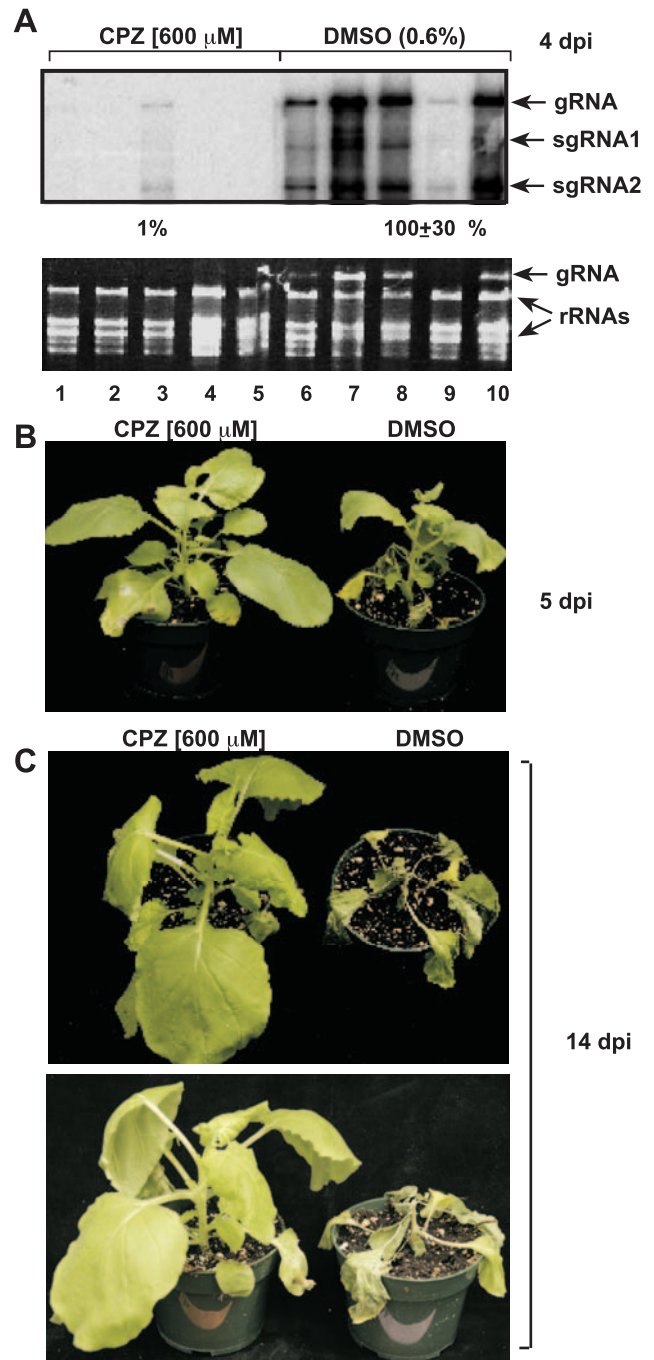 A
CPZ [600 μM] DMSO (0.6%) 4 dpi
gRNA
sgRNA1
sgRNA2
1% 100±30 %
gRNA
rRNAs
1 2 3 4 5 6 7 8 9 10
B
CPZ [600 μM] DMSO
5 dpi
CPZ [600 μM] DMSO
C
14 dpi